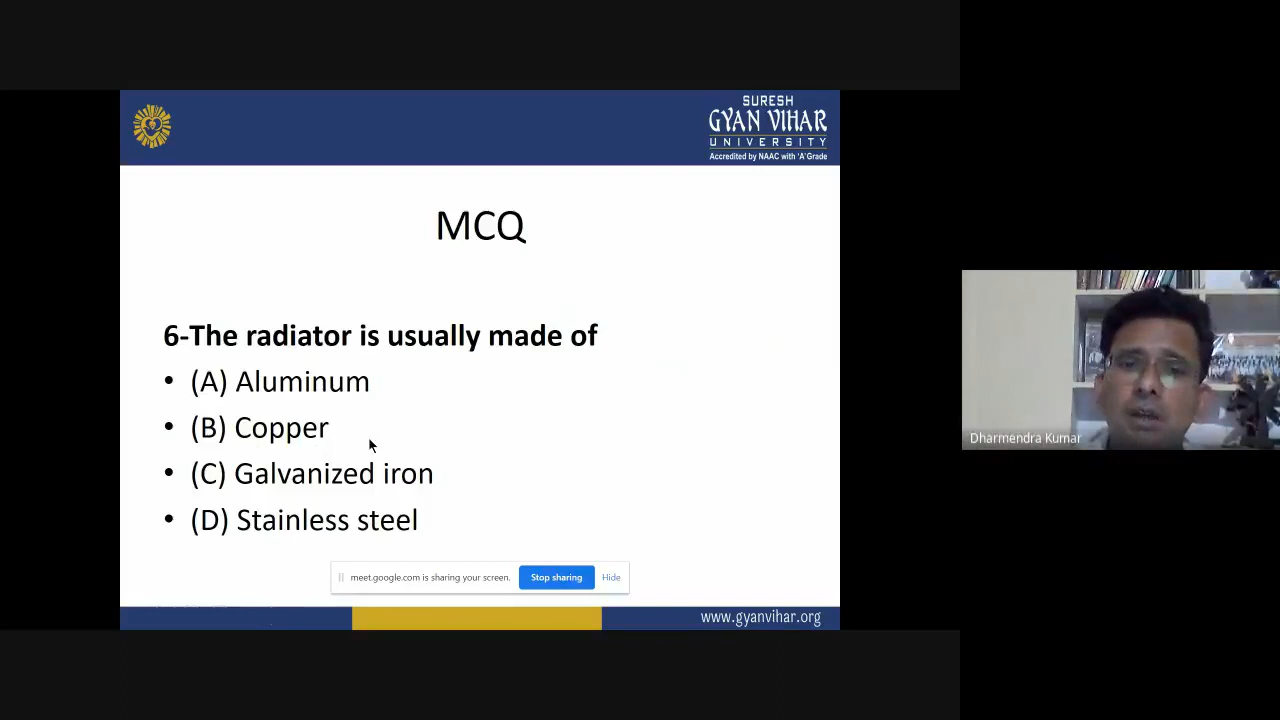 SURESH
GYAN VIHAR
UNIVERSITY
Accredited by NAAC with 'A' Grade
MCQ
6-The radiator is usually made of
• (A) Aluminum
• (B) Copper
• (C) Galvanized iron
• (D) Stainless steel
meet.google.com is sharing your screen. Stop sharing Hide
www.gyanvihar.org
Dharmendra Kumar